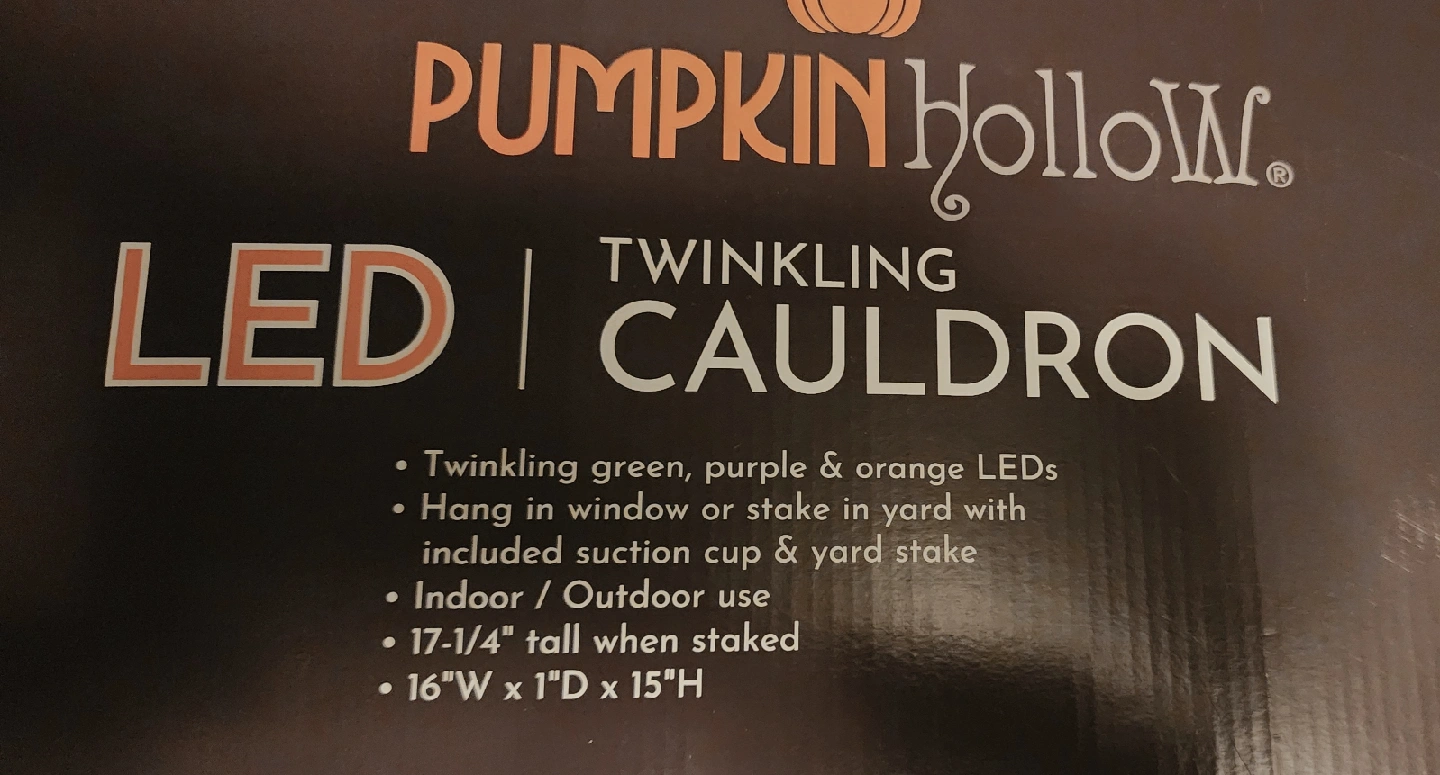 PUMPKIN HolloW®
LED | TWINKLING
CAULDRON
• Twinkling green, purple & orange LEDs
• Hang in window or stake in yard with
included suction cup & yard stake
• Indoor / Outdoor use
• 17-1/4" tall when staked
• 16"W x 1"D x 15"H